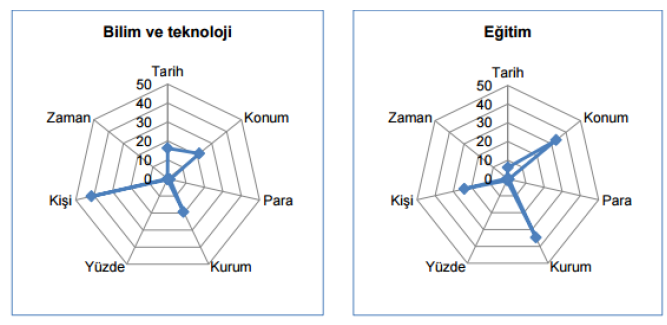 Bilim ve teknoloji
Tarih
50
40
30
20
10
0
Konum
Para
Kurum
Yüzde
Kişi
Zaman
Eğitim
Tarih
50
40
30
20
10
0
Konum
Para
Kurum
Yüzde
Kişi
Zaman